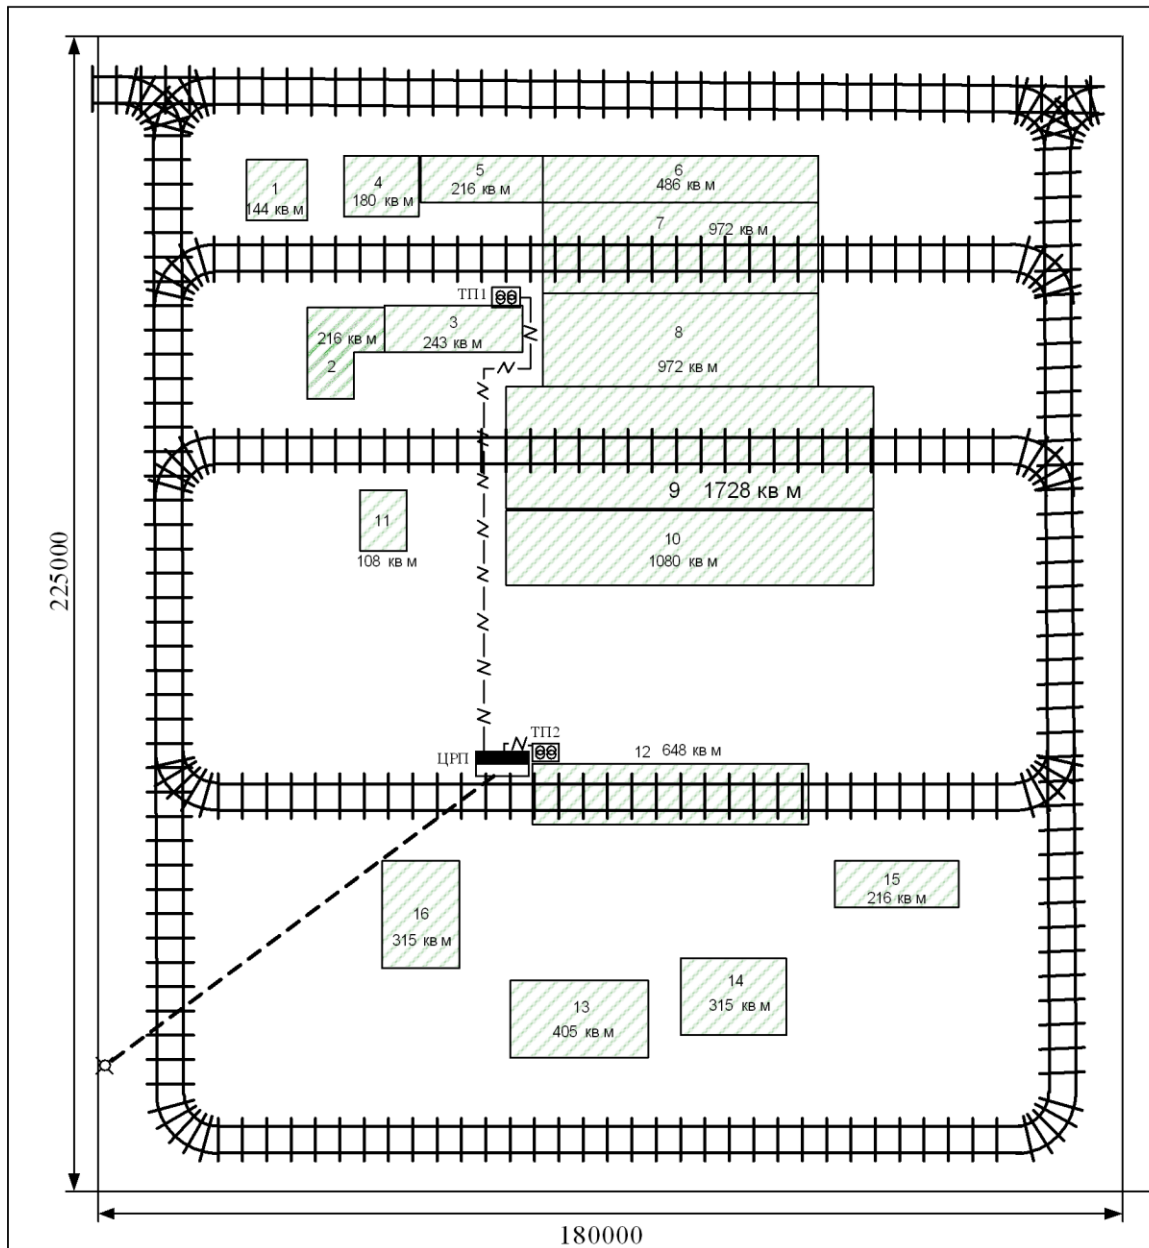 1
144 кв м
4
180 кв м
5
216 кв м
6
486 кв м
7
972 кв м
ТП1
216 кв м
2
3
243 кв м
8
972 кв м
9 1728 кв м
11
108 кв м
10
1080 кв м
225000
ТП2
ЦРП
12 648 кв м
16
315 кв м
15
216 кв м
13
405 кв м
14
315 кв м
180000